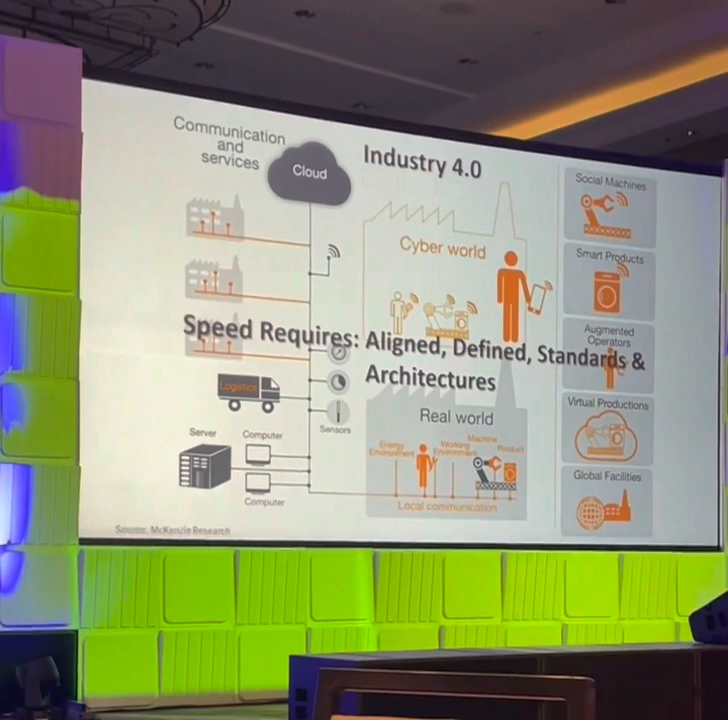 Communication
and
services
Cloud
Industry 4.0
Cyber world
Social Machines
Smart Products
Augmented
Operators
Speed Requires: Aligned, Defined, Standards &
Architectures
Logistics
Sensors
Server
Computer
Computer
Real world
Energy
Environment
Working
Environment
Machine
Product
Local communication
Virtual Productions
Global Facilities
Source: McKenzie Research